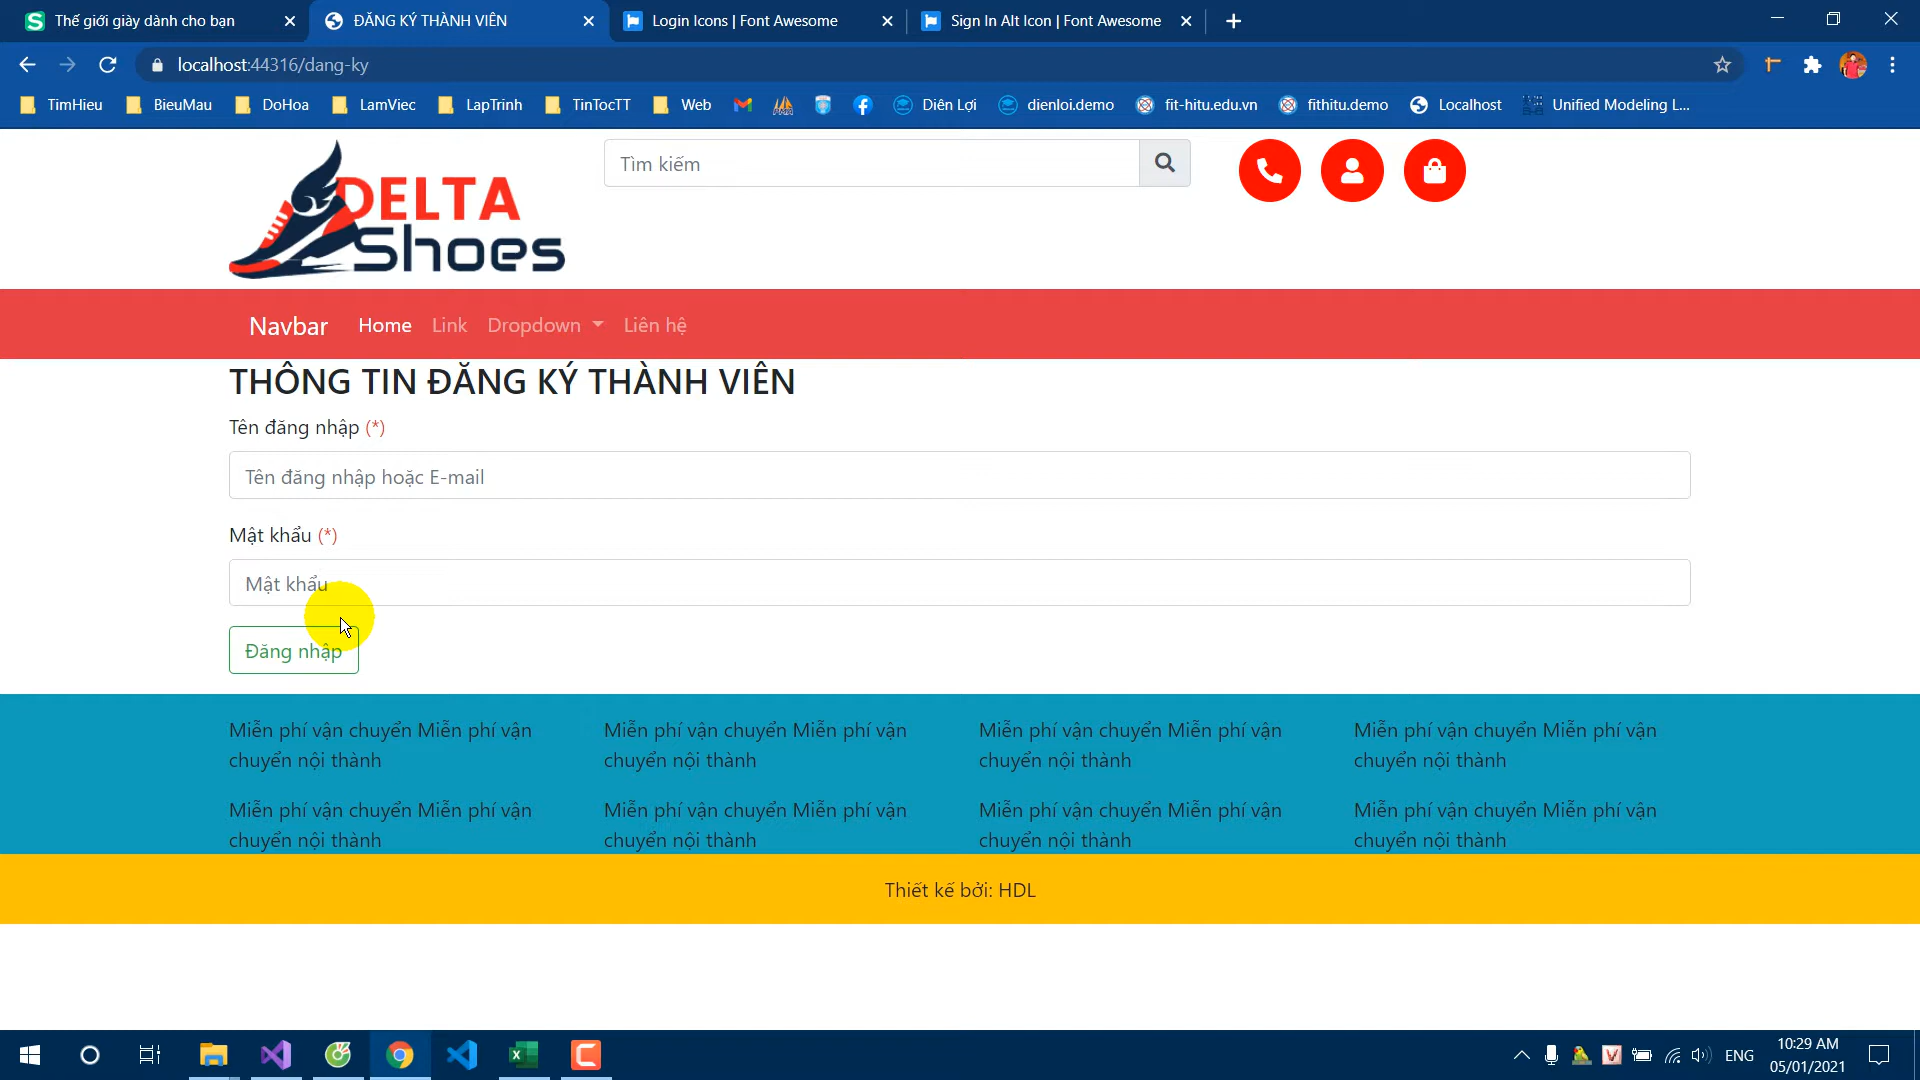 Thế giới giày dành cho bạn
ĐĂNG KÝ THÀNH VIÊN
Login Icons | Font Awesome
Sign In Alt Icon | Font Awesome
localhost:44316/dang-ky
TimHieu
BieuMau
DoHoa
LamViec
LapTrinh
TinTocTT
Web
Diên Lợi
dienloi.demo
fit-hitu.edu.vn
fithitu.demo
Localhost
Unified Modeling L...
DELTA
Shoes
Tìm kiếm
Navbar
Home
Link
Dropdown
Liên hệ
THÔNG TIN ĐĂNG KÝ THÀNH VIÊN
Tên đăng nhập (*)
Tên đăng nhập hoặc E-mail
Mật khẩu (*)
Mật khẩu
Đăng nhập
Miễn phí vận chuyển Miễn phí vận
chuyển nội thành
Miễn phí vận chuyển Miễn phí vận
chuyển nội thành
Miễn phí vận chuyển Miễn phí vận
chuyển nội thành
Miễn phí vận chuyển Miễn phí vận
chuyển nội thành
Miễn phí vận chuyển Miễn phí vận
chuyển nội thành
Miễn phí vận chuyển Miễn phí vận
chuyển nội thành
Miễn phí vận chuyển Miễn phí vận
chuyển nội thành
Miễn phí vận chuyển Miễn phí vận
chuyển nội thành
Thiết kế bởi: HDL
ENG
10:29 AM
05/01/2021